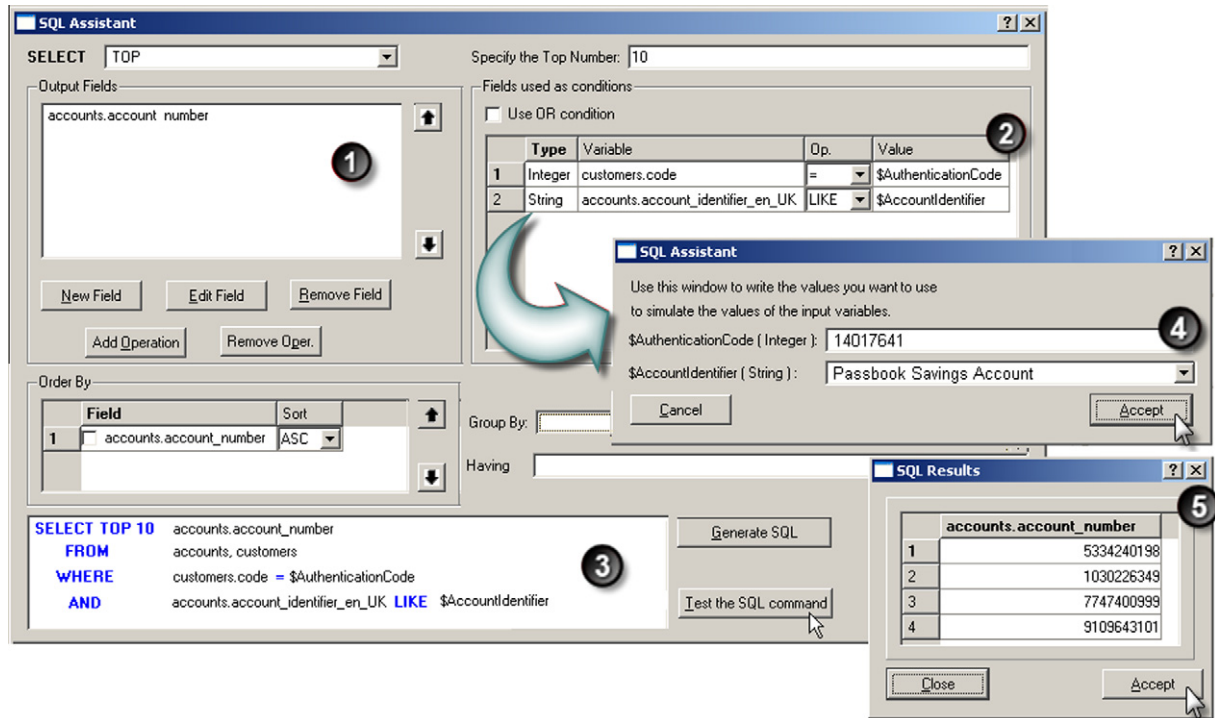 SQL Assistant
SELECT TOP Specify the Top Number: 10
Output Fields
accounts.account number
1
New Field Edit Field Remove Field
Add Operation Remove Oper.
Fields used as conditions
Use OR condition
2
Type Variable Op. Value
1 Integer customers.code = $AuthenticationCode
2 String accounts.account_identifier_en_UK LIKE $AccountIdentifier
SQL Assistant
Use this window to write the values you want to use
to simulate the values of the input variables.
4
$AuthenticationCode ( Integer ): 14017641
$AccountIdentifier ( String ) : Passbook Savings Account
Cancel Accept
Order By
Field Sort
1 accounts.account_number ASC
Group By:
Having
SELECT TOP 10 accounts.account_number
FROM accounts, customers
WHERE customers.code = $AuthenticationCode
AND accounts.account_identifier_en_UK LIKE $AccountIdentifier
3
Generate SQL
Test the SQL command
SQL Results
5
accounts.account_number
1 5334240198
2 1030226349
3 7747400999
4 9109643101
Close Accept